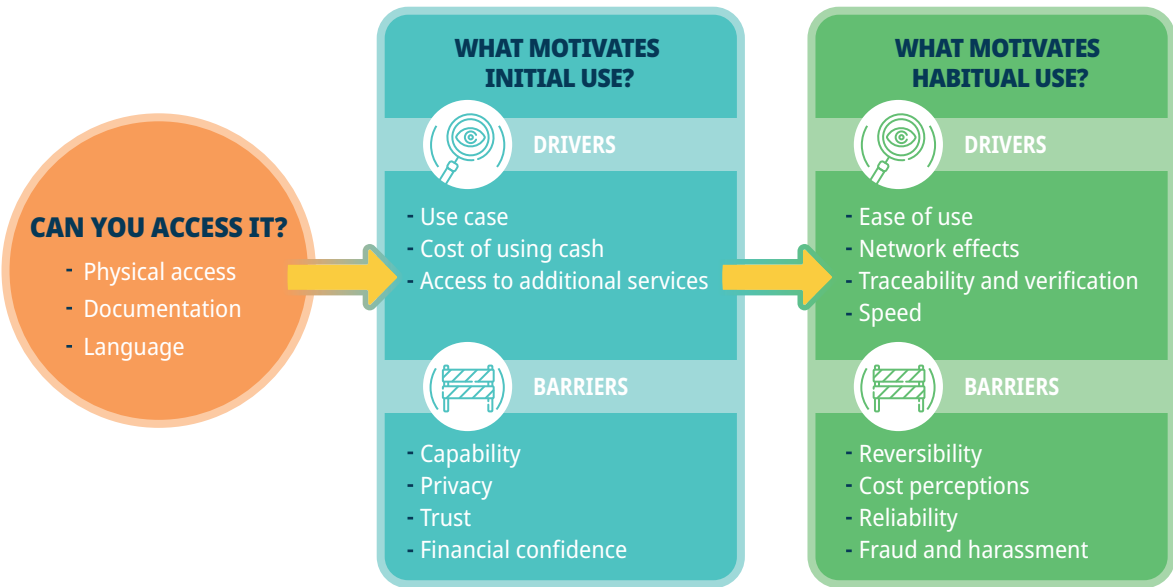 CAN YOU ACCESS IT?
- Physical access
- Documentation
- Language
WHAT MOTIVATES
INITIAL USE?
DRIVERS
- Use case
- Cost of using cash
- Access to additional services
BARRIERS
- Capability
- Privacy
- Trust
- Financial confidence
WHAT MOTIVATES
HABITUAL USE?
DRIVERS
- Ease of use
- Network effects
- Traceability and verification
- Speed
BARRIERS
- Reversibility
- Cost perceptions
- Reliability
- Fraud and harassment